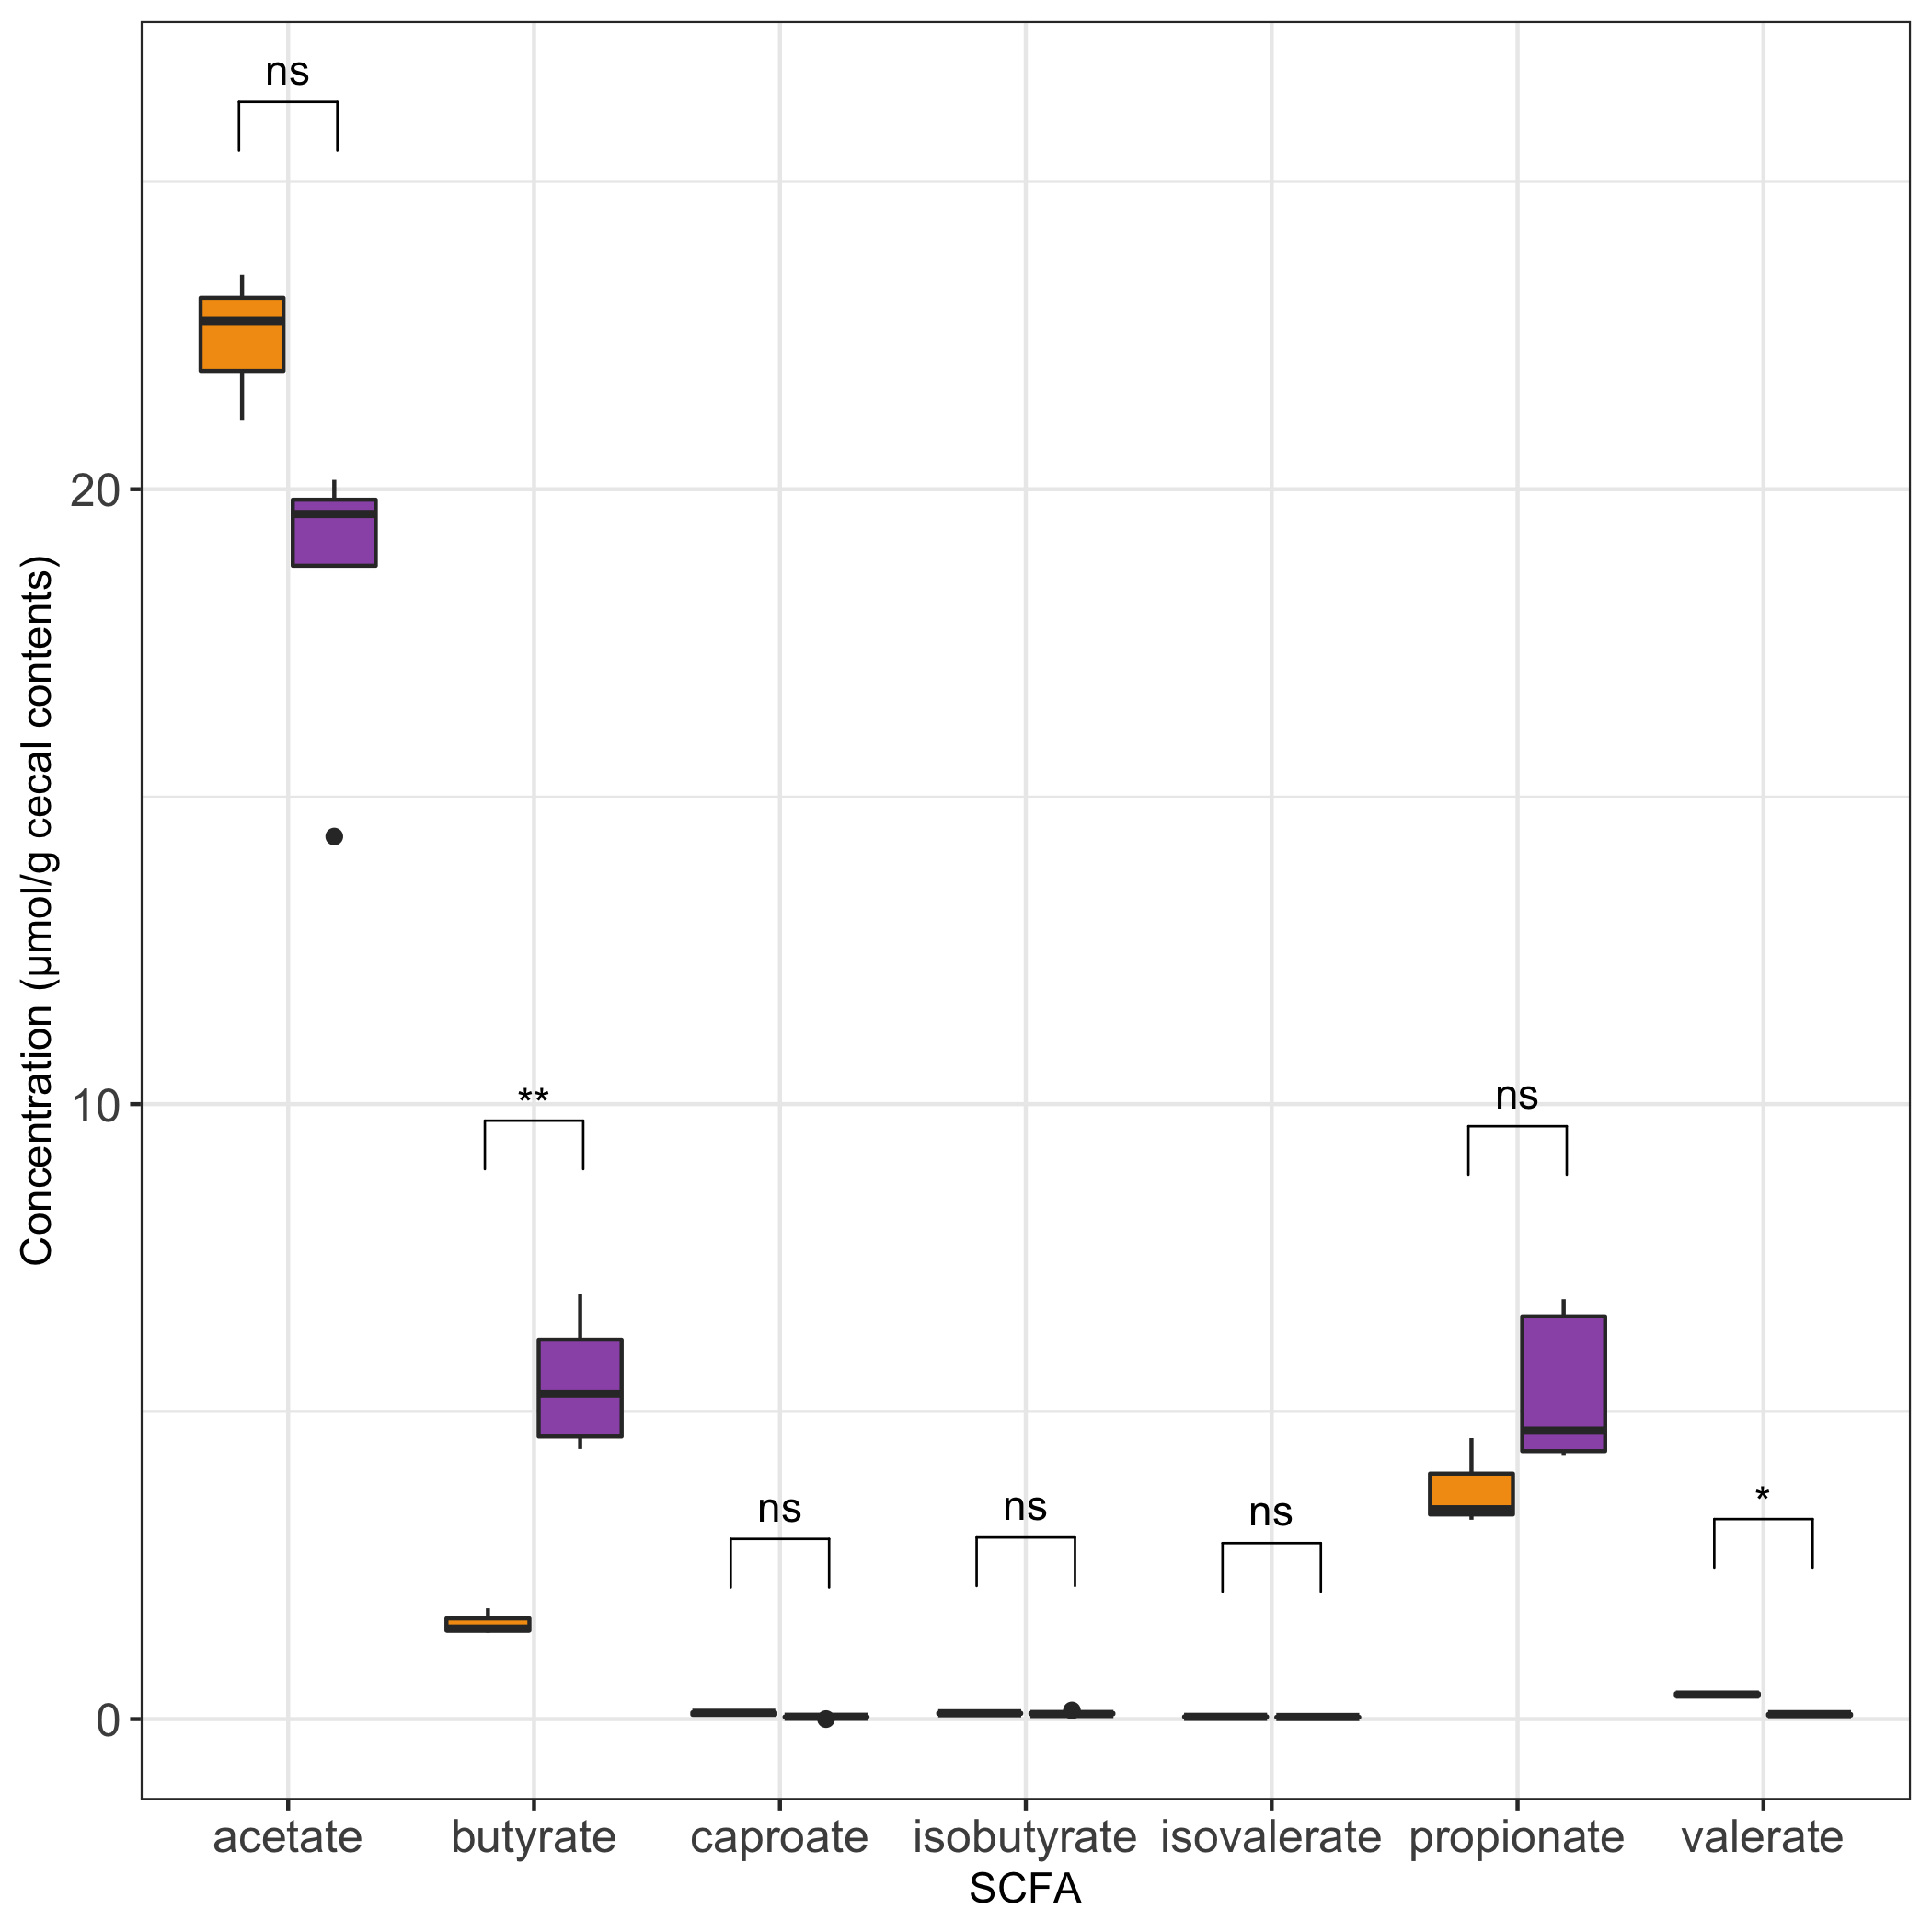 ns
20
Concentration (µmol/g cecal contents)
**
10
ns
ns
ns
ns
*
0
acetate butyrate caproate isobutyrate isovalerate propionate valerate
SCFA